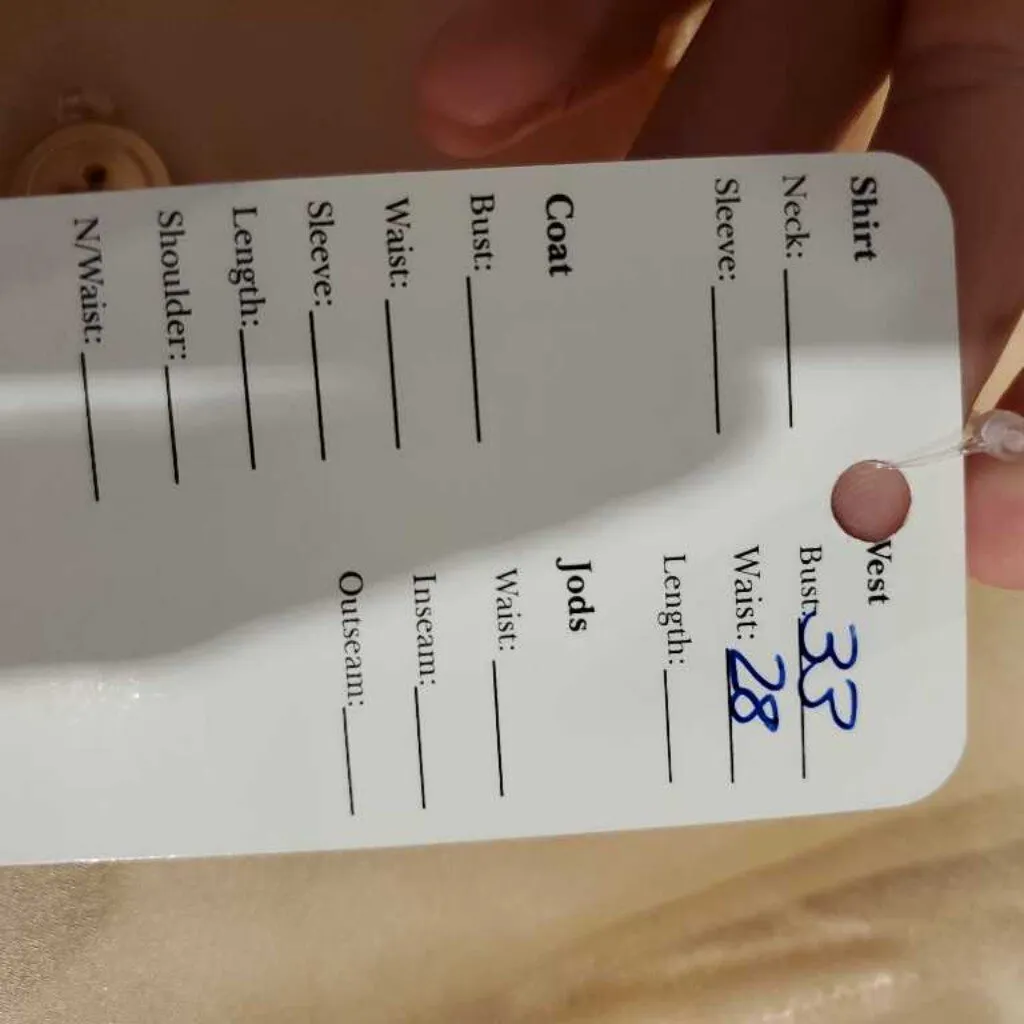 Shirt
Neck:
Sleeve:
Coat
Bust:
Waist:
Sleeve:
Length:
Shoulder:
N/Waist:
Vest
Bust: 35
Waist: 28
Length:
Jods
Waist:
Inseam:
Outseam: